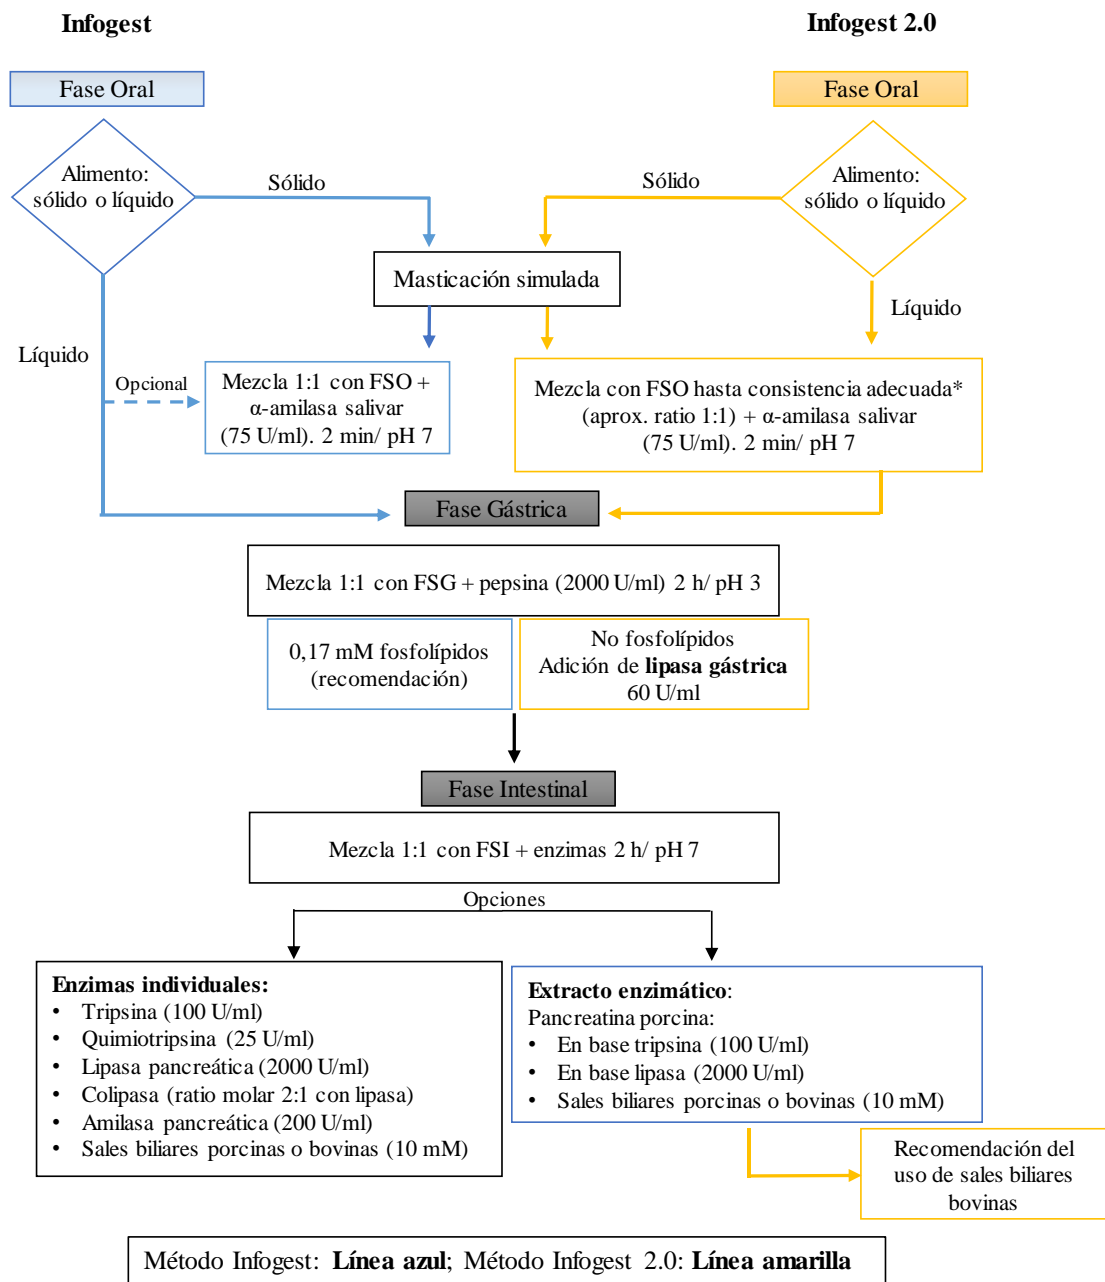 Infogest
Infogest 2.0
Fase Oral
Fase Oral
Alimento:
sólido o líquido
Sólido
Sólido
Alimento:
sólido o líquido
Masticación simulada
Líquido
Líquido
Opcional
Mezcla 1:1 con FSO +
α-amilasa salivar
(75 U/ml). 2 min/ pH 7
Mezcla con FSO hasta consistencia adecuada*
(aprox. ratio 1:1) + α-amilasa salivar
(75 U/ml). 2 min/ pH 7
Fase Gástrica
Mezcla 1:1 con FSG + pepsina (2000 U/ml) 2 h/ pH 3
0,17 mM fosfolípidos
(recomendación)
No fosfolípidos
Adición de lipasa gástrica
60 U/ml
Fase Intestinal
Mezcla 1:1 con FSI + enzimas 2 h/ pH 7
Opciones
Enzimas individuales:
• Tripsina (100 U/ml)
• Quimiotripsina (25 U/ml)
• Lipasa pancreática (2000 U/ml)
• Colipasa (ratio molar 2:1 con lipasa)
• Amilasa pancreática (200 U/ml)
• Sales biliares porcinas o bovinas (10 mM)
Extracto enzimático:
Pancreatina porcina:
• En base tripsina (100 U/ml)
• En base lipasa (2000 U/ml)
• Sales biliares porcinas o bovinas (10 mM)
Recomendación del
uso de sales biliares
bovinas
Método Infogest: Línea azul; Método Infogest 2.0: Línea amarilla